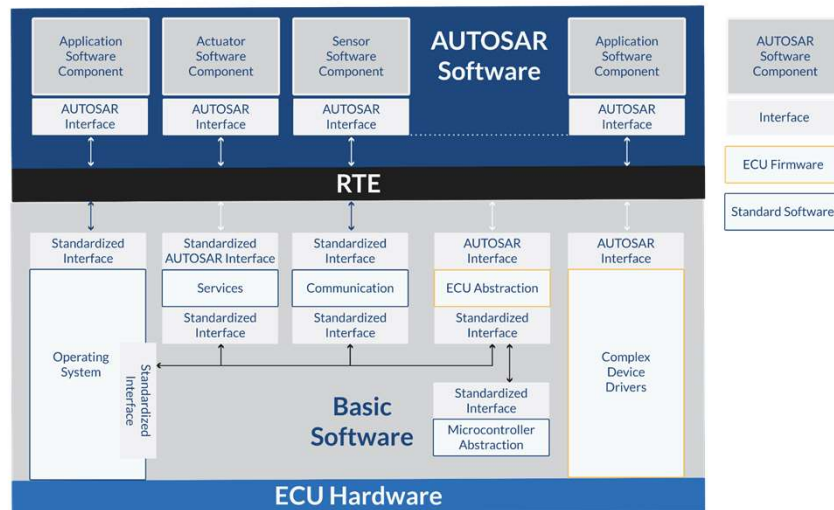 Application
Software
Component
Actuator
Software
Component
Sensor
Software
Component
AUTOSAR
Software
Application
Software
Component
AUTOSAR
Interface
AUTOSAR
Interface
AUTOSAR
Interface
AUTOSAR
Interface
RTE
Standardized
Interface
Standardized
AUTOSAR Interface
Standardized
Interface
AUTOSAR
Interface
AUTOSAR
Interface
Services
Communication
ECU Abstraction
Standardized
Interface
Standardized
Interface
Standardized
Interface
Operating
System
Standardized
Interface
Complex
Device
Drivers
Basic
Software
Standardized
Interface
Microcontroller
Abstraction
ECU Hardware
AUTOSAR
Software
Component
Interface
ECU Firmware
Standard Software